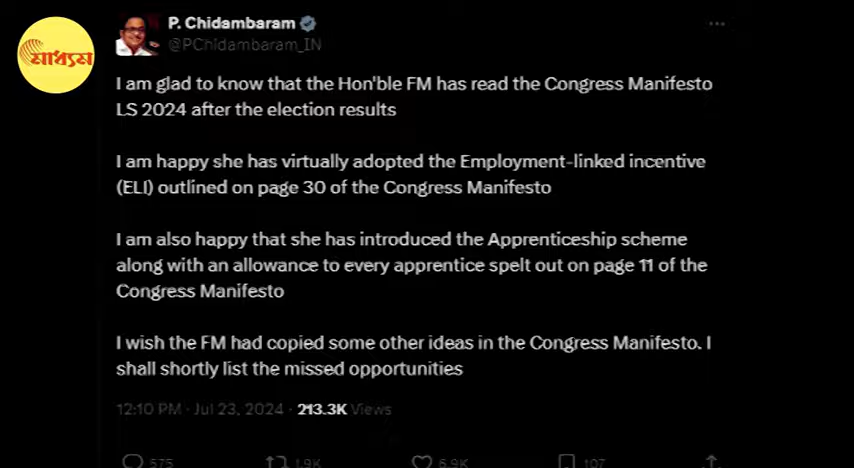 মাধ্যম
P. Chidambaram
@PChidambaram_IN
I am glad to know that the Hon'ble FM has read the Congress Manifesto
LS 2024 after the election results
I am happy she has virtually adopted the Employment-linked incentive
(ELI) outlined on page 30 of the Congress Manifesto
I am also happy that she has introduced the Apprenticeship scheme
along with an allowance to every apprentice spelt out on page 11 of the
Congress Manifesto
I wish the FM had copied some other ideas in the Congress Manifesto. I
shall shortly list the missed opportunities
12:10 PM · Jul 23, 2024 · 213.3K Views
575 1.9K 6.9K 107